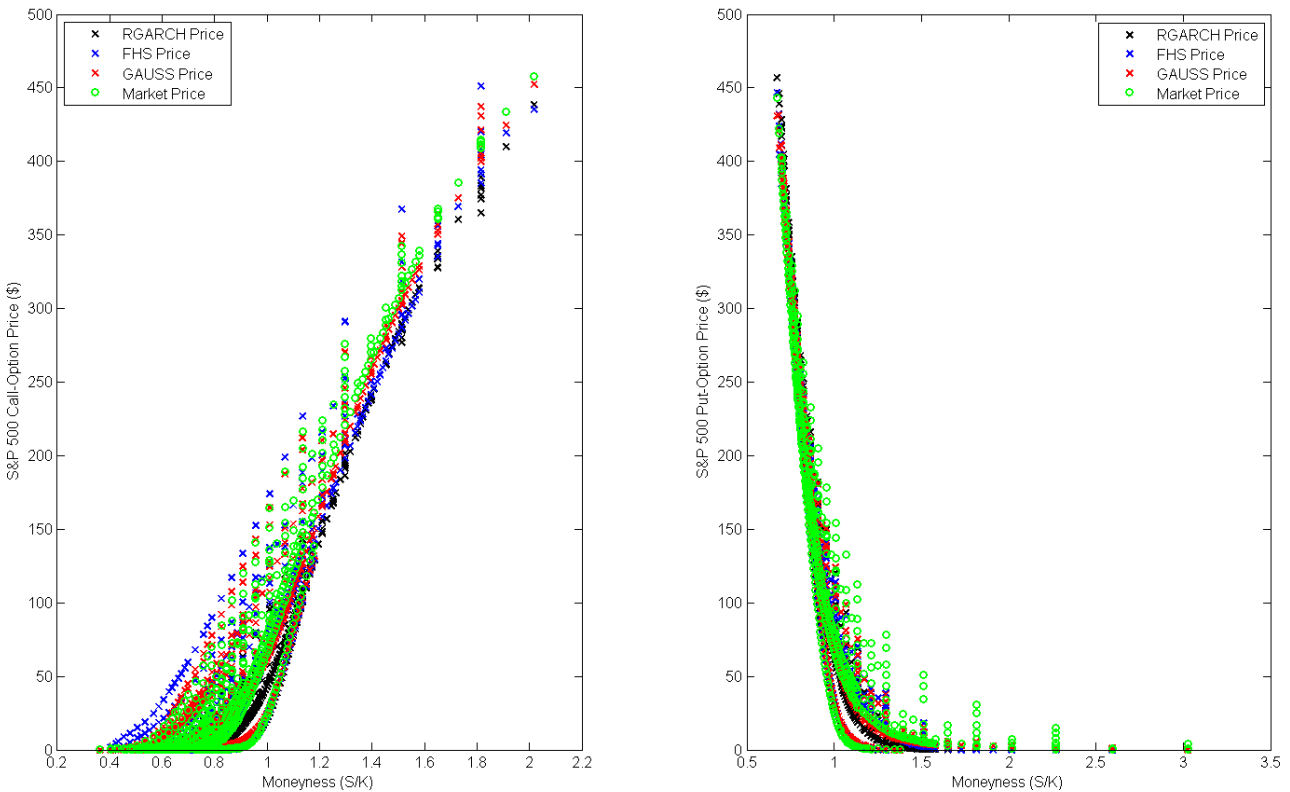 500
450
400
350
300
250
200
150
100
50
0
S&P 500 Call-Option Price ($)
RGARCH Price
FHS Price
GAUSS Price
Market Price
0.2 0.4 0.6 0.8 1 1.2 1.4 1.6 1.8 2 2.2
Moneyness (S/K)
500
450
400
350
300
250
200
150
100
50
0
S&P 500 Put-Option Price ($)
RGARCH Price
FHS Price
GAUSS Price
Market Price
0.5 1 1.5 2 2.5 3 3.5
Moneyness (S/K)